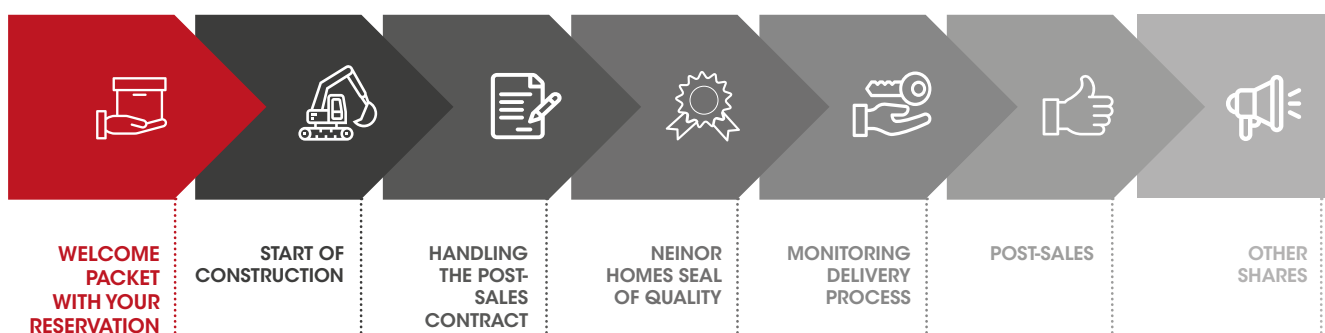 WELCOME
PACKET
WITH YOUR
RESERVATION
START OF
CONSTRUCTION
HANDLING
THE POST-
SALES
CONTRACT
NEINOR
HOMES SEAL
OF QUALITY
MONITORING
DELIVERY
PROCESS
POST-SALES
OTHER
SHARES